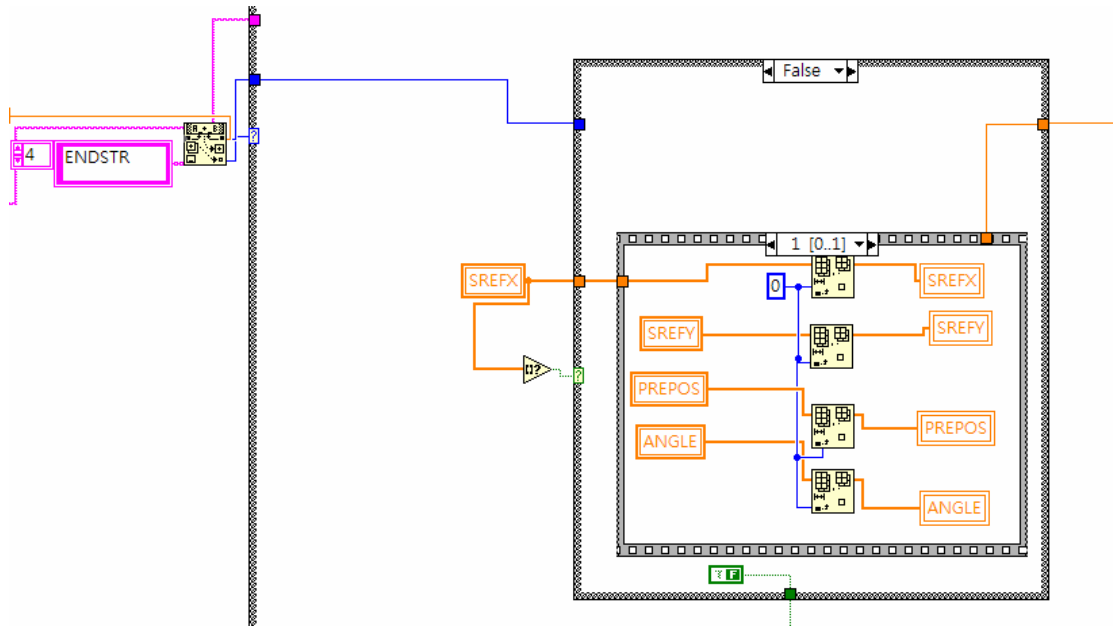 False
4
ENDSTR
?
1 [0..1]
SREFX
0
SREFX
SREFY
SREFY
?
?
PREPOS
PREPOS
ANGLE
ANGLE
F